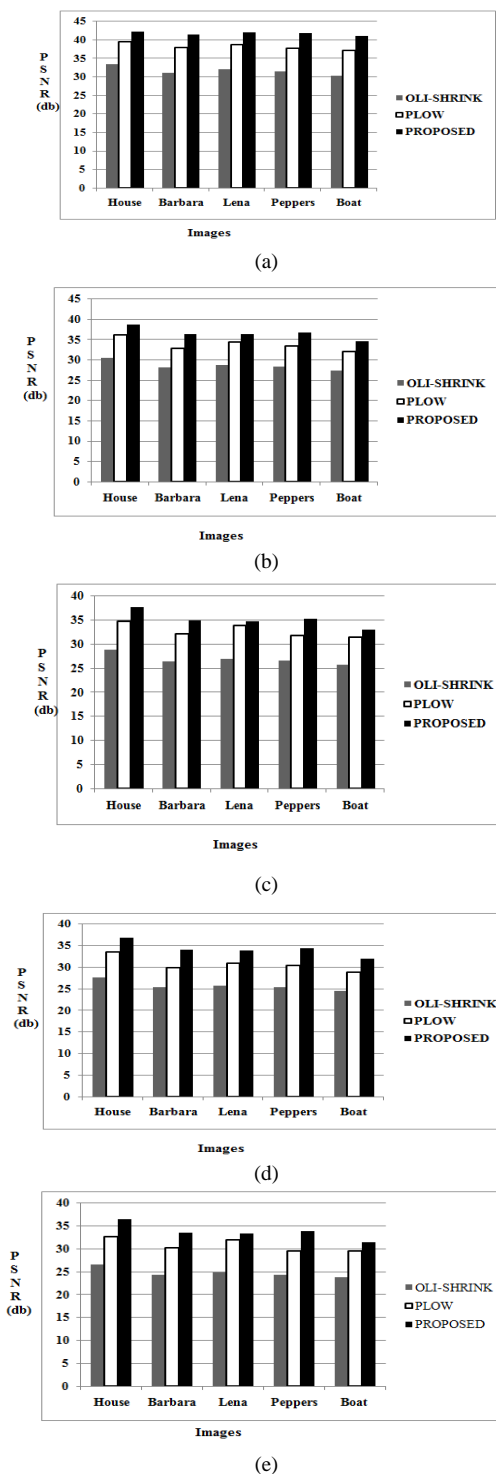 P
S
N
R
(db)
45
40
35
30
25
20
15
10
5
0
House Barbara Lena Peppers Boat
Images
OLI-SHRINK
PLOW
PROPOSED
(a)
P
S
N
R
(db)
45
40
35
30
25
20
15
10
5
0
House Barbara Lena Peppers Boat
Images
OLI-SHRINK
PLOW
PROPOSED
(b)
P
S
N
R
(db)
40
35
30
25
20
15
10
5
0
House Barbara Lena Peppers Boat
Images
OLI-SHRINK
PLOW
PROPOSED
(c)
P
S
N
R
(db)
40
35
30
25
20
15
10
5
0
House Barbara Lena Peppers Boat
Images
OLI-SHRINK
PLOW
PROPOSED
(d)
P
S
N
R
(db)
40
35
30
25
20
15
10
5
0
House Barbara Lena Peppers Boat
Images
OLI-SHRINK
PLOW
PROPOSED
(e)